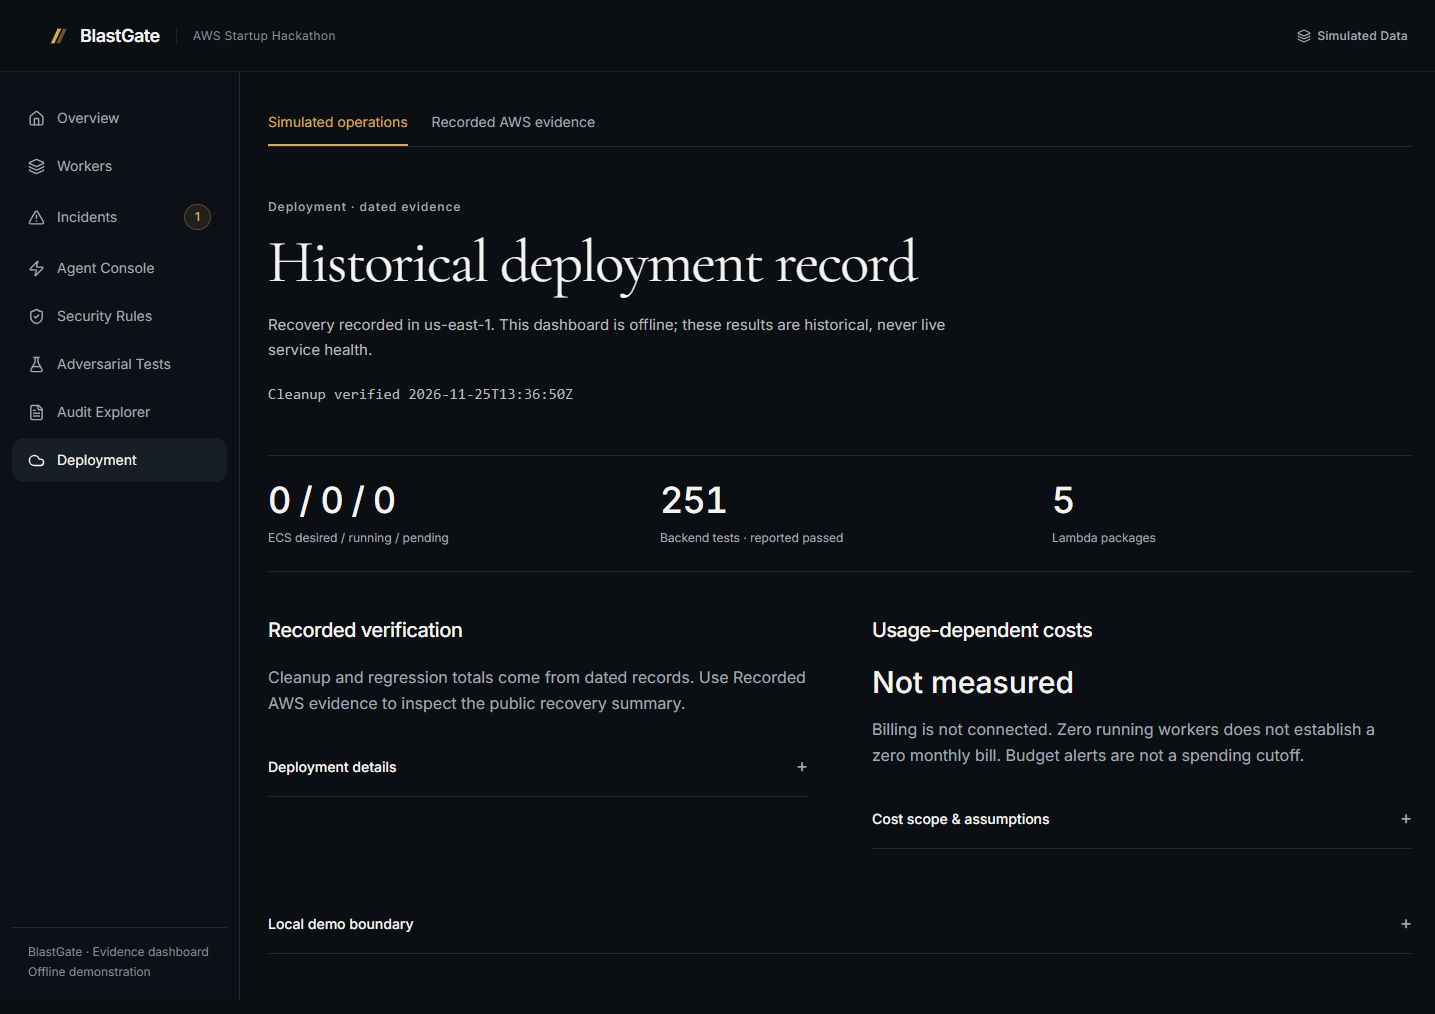 BlastGate
AWS Startup Hackathon
Simulated Data
Overview
Workers
Incidents
1
Agent Console
Security Rules
Adversarial Tests
Audit Explorer
Deployment
BlastGate · Evidence dashboard
Offline demonstration
Simulated operations
Recorded AWS evidence
Deployment · dated evidence
Historical deployment record
Recovery recorded in us-east-1. This dashboard is offline; these results are historical, never live
service health.
Cleanup verified 2026-11-25T13:36:50Z
0 / 0 / 0
ECS desired / running / pending
251
Backend tests · reported passed
5
Lambda packages
Recorded verification
Cleanup and regression totals come from dated records. Use Recorded
AWS evidence to inspect the public recovery summary.
Deployment details
+
Usage-dependent costs
Not measured
Billing is not connected. Zero running workers does not establish a
zero monthly bill. Budget alerts are not a spending cutoff.
Cost scope & assumptions
+
Local demo boundary
+